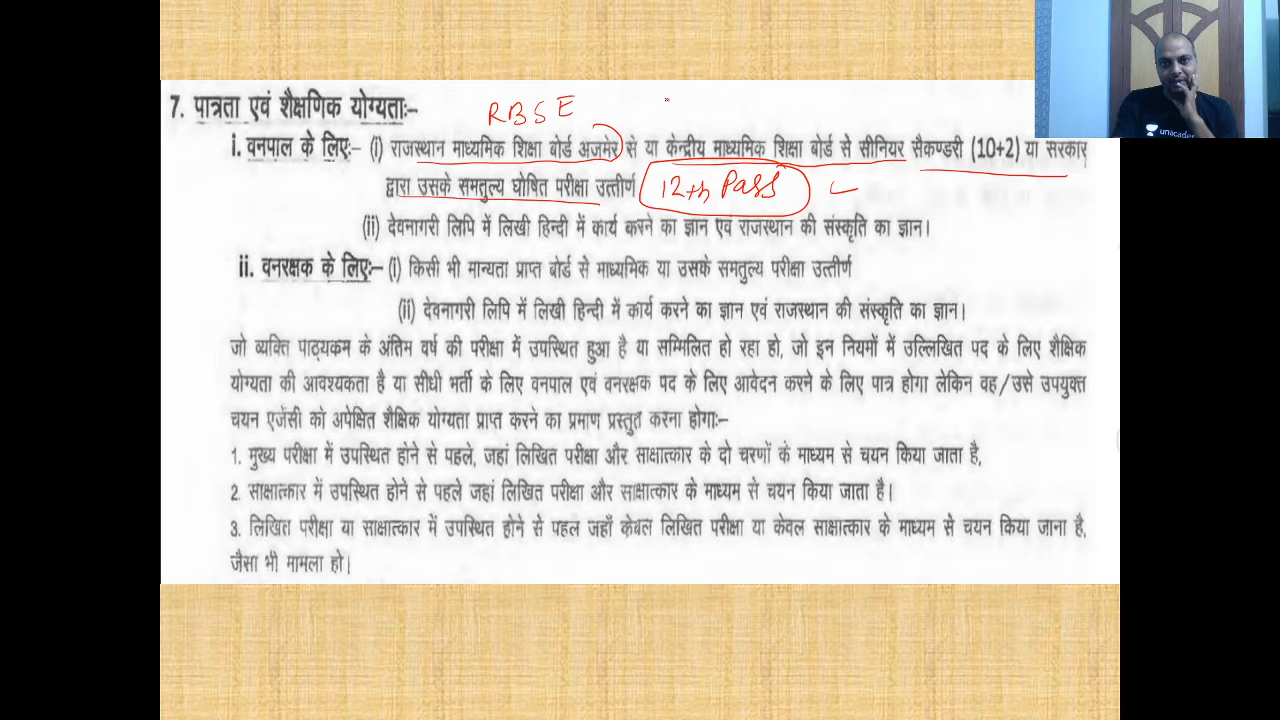 7. पात्रता एवं शैक्षणिक योग्यताः-
RBSE
i. वनपाल के लिएः- (i) राजस्थान माध्यमिक शिक्षा बोर्ड अजमेर से या केन्द्रीय माध्यमिक शिक्षा बोर्ड से सीनियर सैकण्डरी (10+2) या सरकार
द्वारा उसके समतुल्य घोषित परीक्षा उत्तीर्ण 12th Pass
(ii) देवनागरी लिपि में लिखी हिन्दी में कार्य करने का ज्ञान एवं राजस्थान की संस्कृति का ज्ञान।
ii. वनरक्षक के लिएः- (i) किसी भी मान्यता प्राप्त बोर्ड से माध्यमिक या उसके समतुल्य परीक्षा उत्तीर्ण
(ii) देवनागरी लिपि में लिखी हिन्दी में कार्य करने का ज्ञान एवं राजस्थान की संस्कृति का ज्ञान।
जो व्यक्ति पाठ्यकम के अंतिम वर्ष की परीक्षा में उपस्थित हुआ है या सम्मिलित हो रहा हो, जो इन नियमों में उल्लिखित पद के लिए शैक्षिक
योग्यता की आवश्यकता है या सीधी भर्ती के लिए वनपाल एवं वनरक्षक पद के लिए आवेदन करने के लिए पात्र होगा लेकिन वह/उसे उपयुक्त
चयन एजेंसी को अपेक्षित शैक्षिक योग्यता प्राप्त करने का प्रमाण प्रस्तुत करना होगाः-
1. मुख्य परीक्षा में उपस्थित होने से पहले, जहां लिखित परीक्षा और साक्षात्कार के दो चरणों के माध्यम से चयन किया जाता है,
2. साक्षात्कार में उपस्थित होने से पहले जहां लिखित परीक्षा और साक्षात्कार के माध्यम से चयन किया जाता है।
3. लिखित परीक्षा या साक्षात्कार में उपस्थित होने से पहले जहाँ केवल लिखित परीक्षा या केवल साक्षात्कार के माध्यम से चयन किया जाना है,
जैसा भी मामला हो।